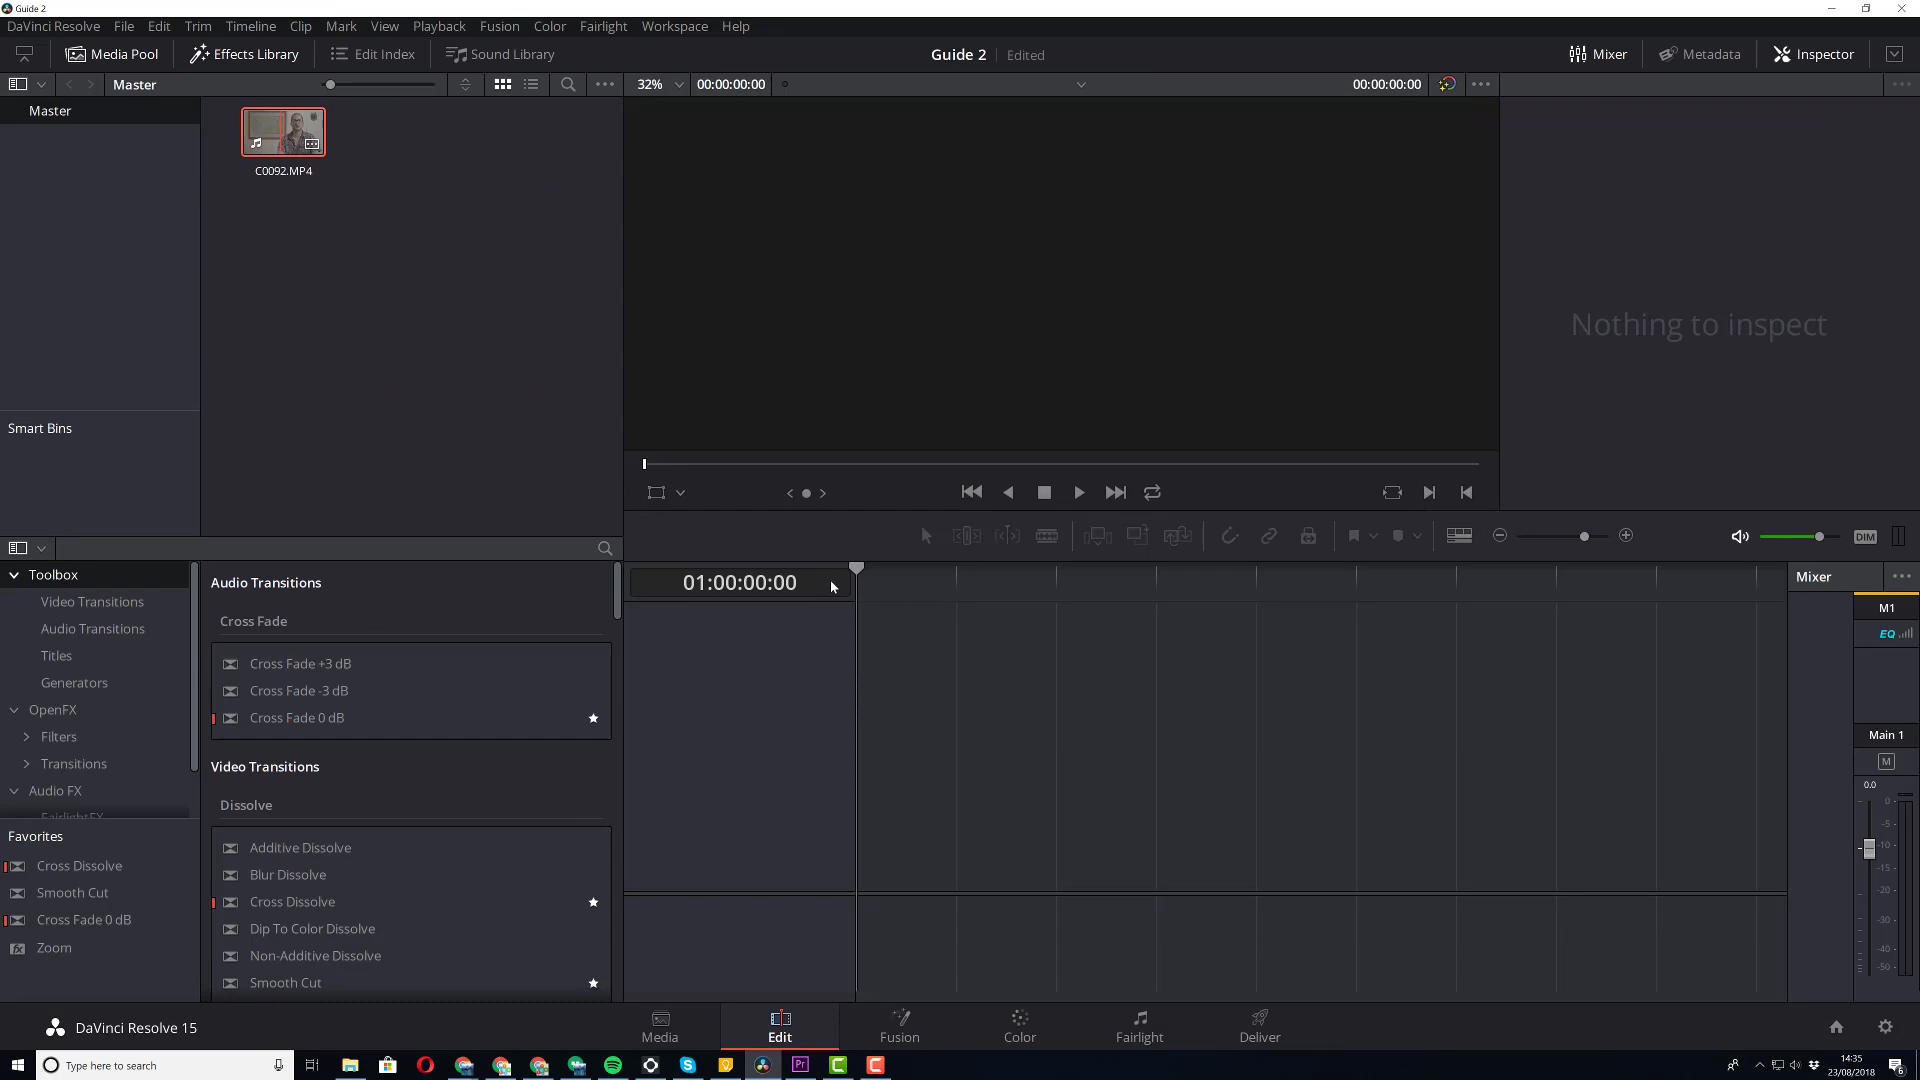 Guide 2
DaVinci Resolve File Edit Trim Timeline Clip Mark View Playback Fusion Color Fairlight Workspace Help
Media Pool Effects Library Edit Index Sound Library Guide 2 Edited Mixer Metadata Inspector
Master 32% 00:00:00:00 00:00:00:00
Master
C0092.MP4
Nothing to inspect
Smart Bins
DIM
Toolbox
Video Transitions
Audio Transitions
Titles
Generators
OpenFX
Filters
Transitions
Audio FX
FairlightFX
Favorites
Cross Dissolve
Smooth Cut
Cross Fade 0 dB
Zoom
Audio Transitions
Cross Fade
Cross Fade +3 dB
Cross Fade -3 dB
Cross Fade 0 dB
Video Transitions
Dissolve
Additive Dissolve
Blur Dissolve
Cross Dissolve
Dip To Color Dissolve
Non-Additive Dissolve
Smooth Cut
01:00:00:00
Mixer
M1
EQ
Main 1
M
0.0
0
-5
-10
-15
-20
-30
-40
-50
DaVinci Resolve 15
Media Edit Fusion Color Fairlight Deliver
Type here to search
Pr
14:35
23/08/2018
6